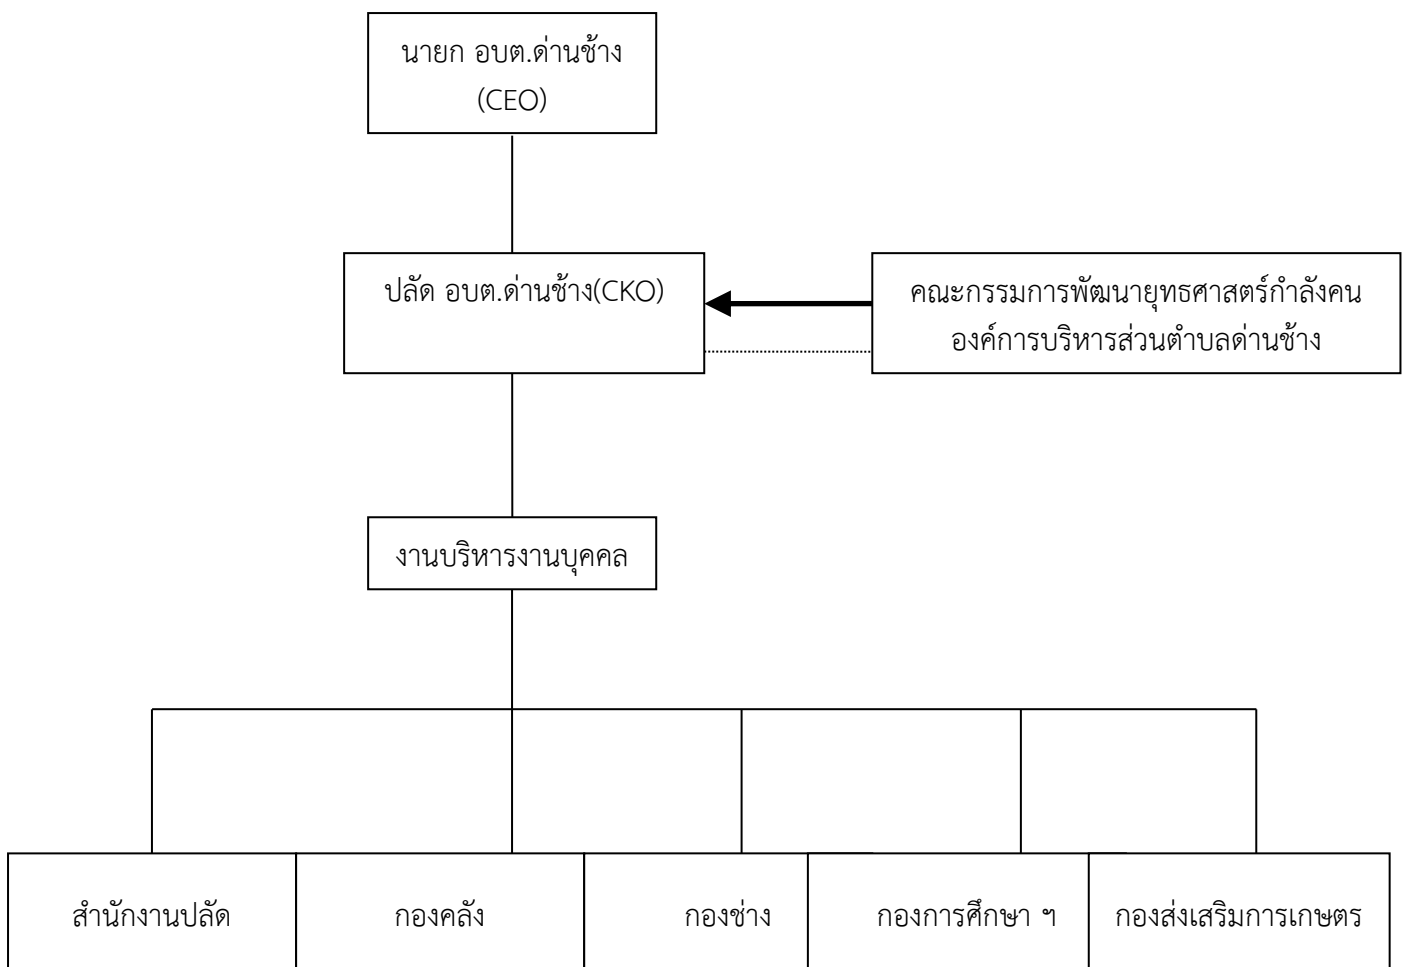 นายก อบต.ด่านช้าง
(CEO)
ปลัด อบต.ด่านช้าง(CKO)
คณะกรรมการพัฒนายุทธศาสตร์กำลังคน
องค์การบริหารส่วนตำบลด่านช้าง
งานบริหารงานบุคคล
สำนักงานปลัด
กองคลัง
กองช่าง
กองการศึกษา ฯ
กองส่งเสริมการเกษตร